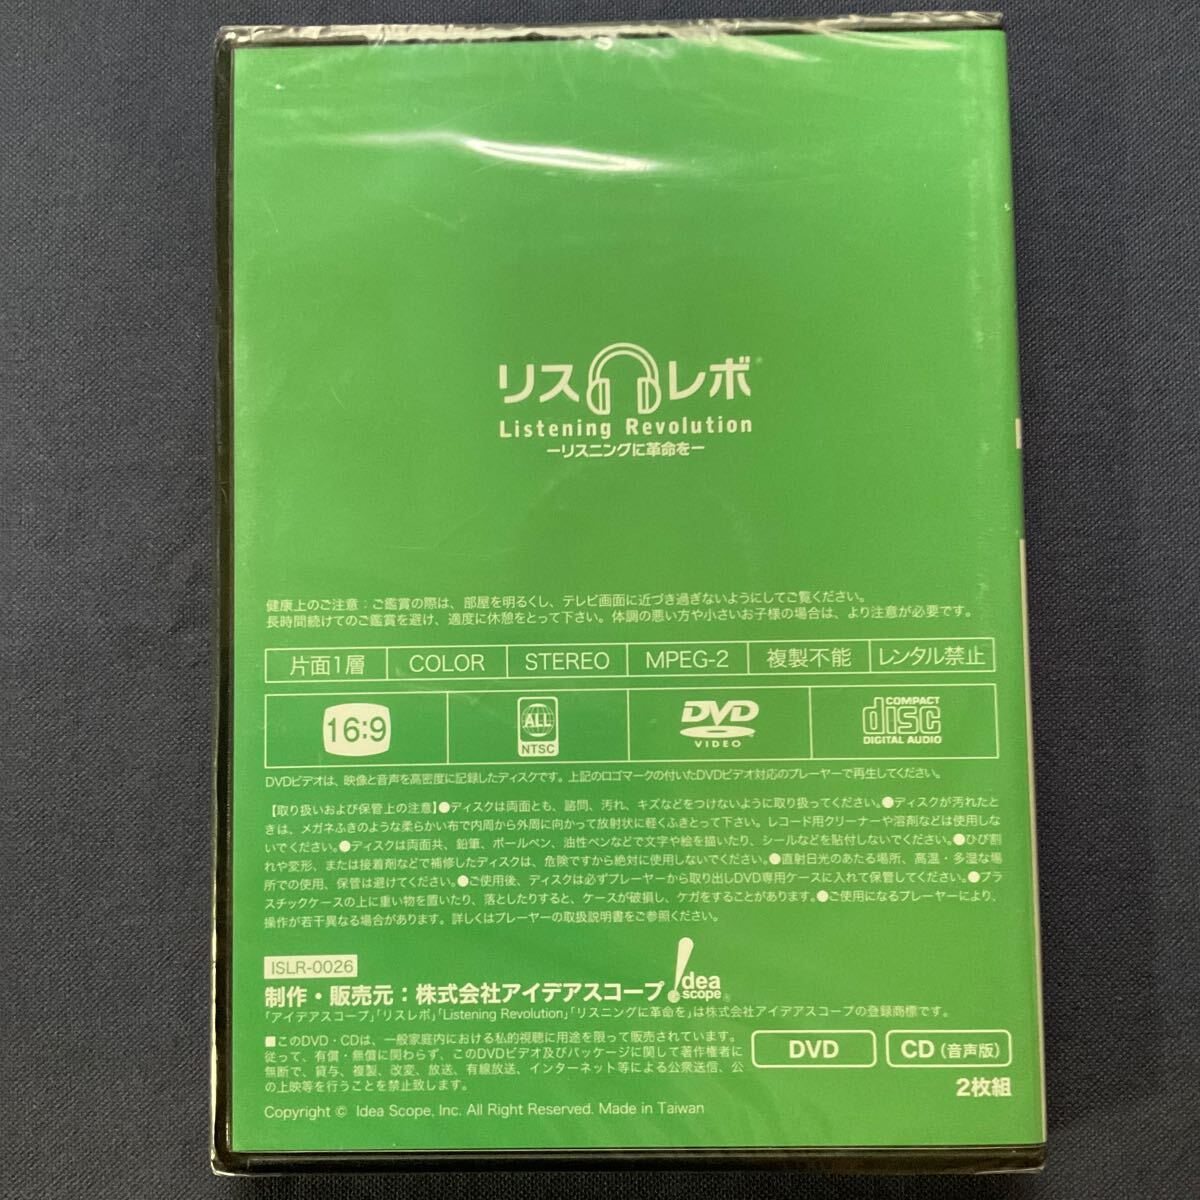 リス レボ®
Listening Revolution
ーリスニングに革命をー
健康上のご注意：ご鑑賞の際は、部屋を明るくし、テレビ画面に近づき過ぎないようにしてご覧ください。
長時間続けてのご鑑賞を避け、適度に休憩をとって下さい。体調の悪い方や小さいお子様の場合は、より注意が必要です。
片面1層 COLOR STEREO MPEG-2 複製不能 レンタル禁止
16:9 ALL NTSC DVD VIDEO COMPACT disc DIGITAL AUDIO
DVDビデオは、映像と音声を高密度に記録したディスクです。上記のロゴマークの付いたDVDビデオ対応のプレーヤーで再生してください。
【取り扱いおよび保管上の注意】●ディスクは両面とも、諸問、汚れ、キズなどをつけないように取り扱ってください。●ディスクが汚れたと
きは、メガネふきのような柔らかい布で内周から外周に向かって放射状に軽くふきとって下さい。レコード用クリーナーや溶剤などは使用しな
いでください。●ディスクは両面共、鉛筆、ボールペン、油性ペンなどで文字や絵を描いたり、シールなどを貼付しないでください。●ひび割
れや変形、または接着剤などで補修したディスクは、危険ですから絶対に使用しないでください。●直射日光のあたる場所、高温・多湿な場
所での使用、保管は避けてください。●ご使用後、ディスクは必ずプレーヤーから取り出しDVD専用ケースに入れて保管してください。●プラ
スチックケースの上に重い物を置いたり、落としたりすると、ケースが破損し、ケガをすることがあります。●ご使用になるプレーヤーにより、
操作が若干異なる場合があります。詳しくはプレーヤーの取扱説明書をご参照ください。
ISLR-0026
制作・販売元：株式会社アイデアスコープ Idea scope®
「アイデアスコープ」「リスレボ」「Listening Revolution」「リスニングに革命を」は株式会社アイデアスコープの登録商標です。
■このDVD・CDは、一般家庭内における私的視聴に用途を限って販売されています。
従って、有償・無償に関わらず、このDVDビデオ及びパッケージに関して著作権者に
無断で、貸与、複製、改変、放送、有線放送、インターネット等による公衆送信、公
の上映等を行うことを禁止致します。
DVD CD（音声版）
2枚組
Copyright © Idea Scope, Inc. All Right Reserved. Made in Taiwan